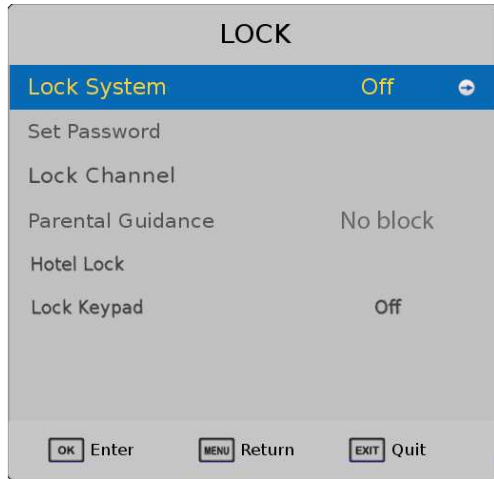 LOCK
Lock System Off
Set Password
Lock Channel
Parental Guidance No block
Hotel Lock
Lock Keypad Off
OK Enter MENU Return EXIT Quit